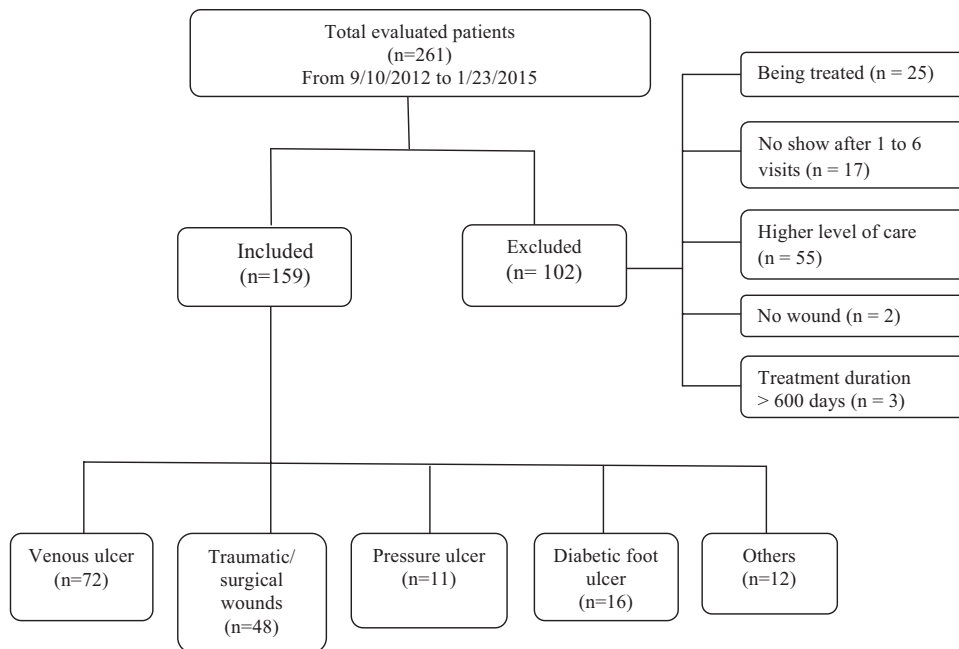 Total evaluated patients
(n=261)
From 9/10/2012 to 1/23/2015
Being treated (n = 25)
No show after 1 to 6
visits (n = 17)
Higher level of care
(n = 55)
No wound (n = 2)
Treatment duration
> 600 days (n = 3)
Included
(n=159)
Excluded
(n= 102)
Venous ulcer
(n=72)
Traumatic/
surgical
wounds
(n=48)
Pressure ulcer
(n=11)
Diabetic foot
ulcer
(n=16)
Others
(n=12)